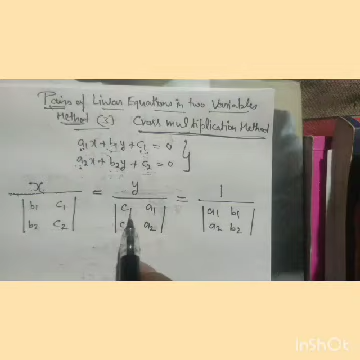 Pairs of Linear Equations in two Variables
Method (3) Cross multiplication Method
a₁x + b₁y + c₁ = 0
a₂x + b₂y + c₂ = 0
x = y = 1
b₁ c₁ c₁ a₁ a₁ b₁
b₂ c₂ c a₂ a₂ b₂
InShOt